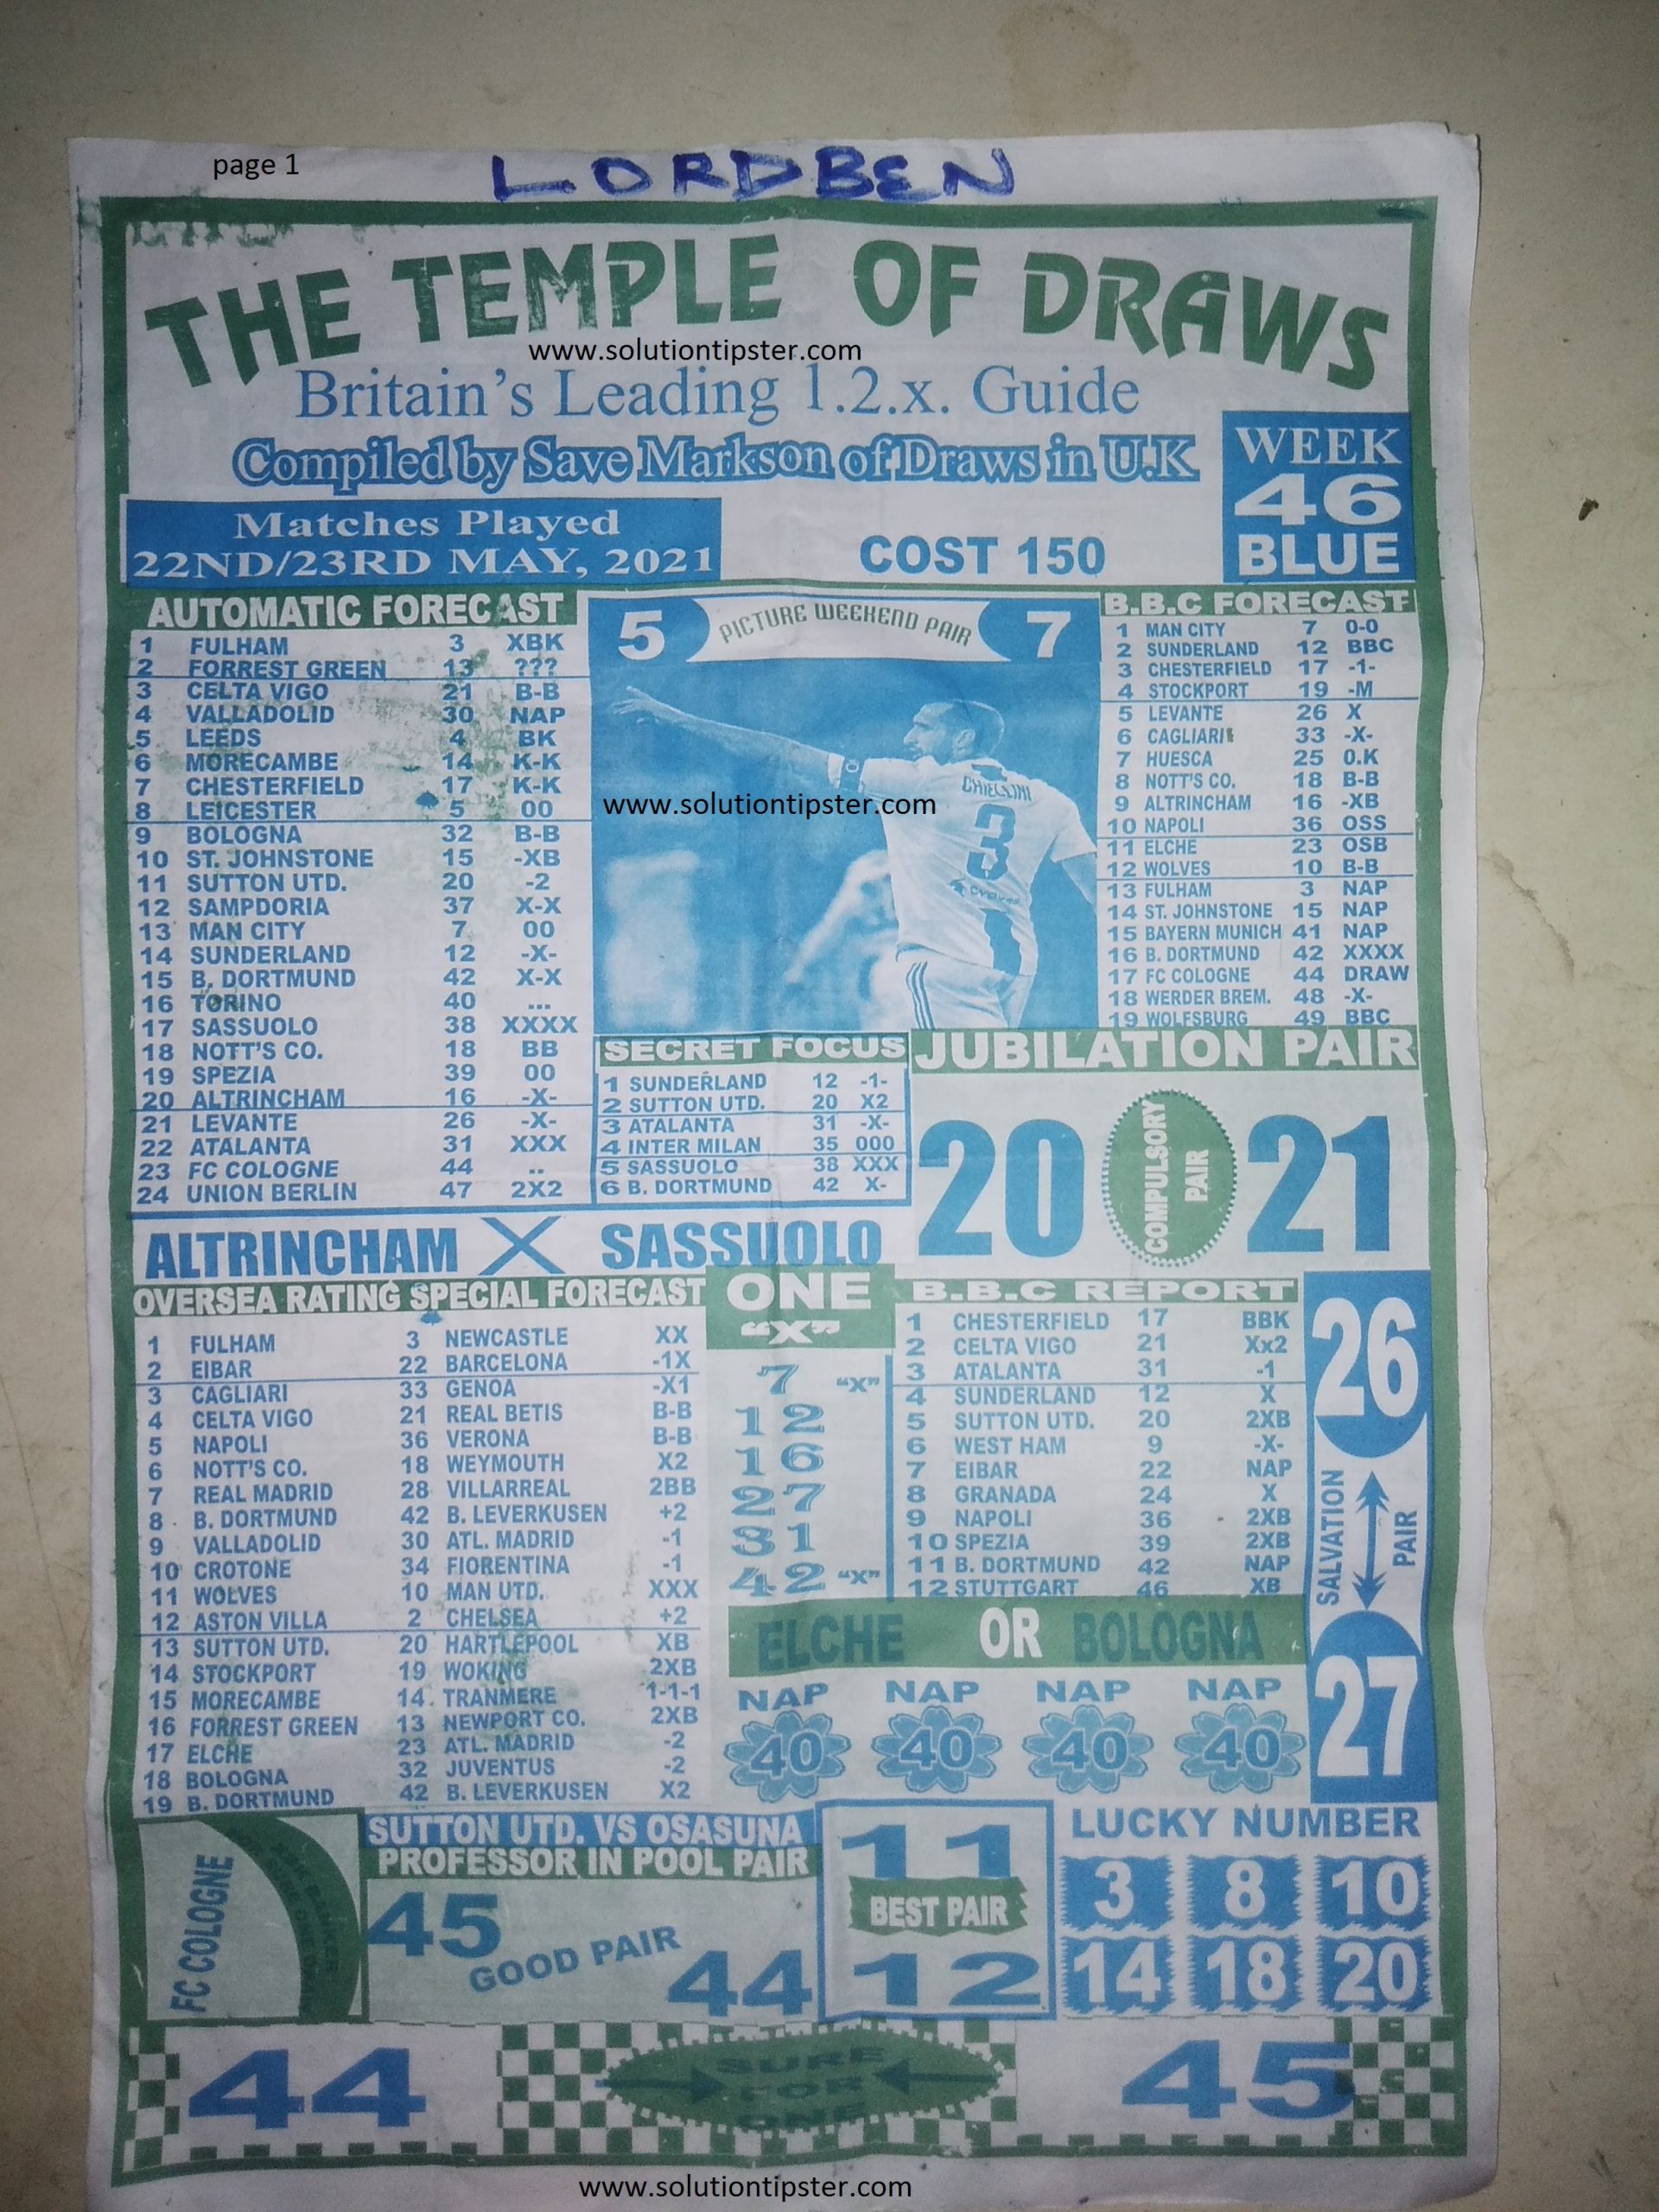 page 1
LORDBEN
THE TEMPLE OF DRAWS
www.solutiontipster.com
Britain's Leading 1.2.x. Guide
Compiled by Save Markson of Draws in U.K
WEEK
46
BLUE
Matches Played
22ND/23RD MAY, 2021
COST 150
AUTOMATIC FORECAST
1 FULHAM 3 XBK
2 FORREST GREEN 13 ???
3 CELTA VIGO 21 B-B
4 VALLADOLID 30 NAP
5 LEEDS 4 BK
6 MORECAMBE 14 K-K
7 CHESTERFIELD 17 K-K
8 LEICESTER 5 00
9 BOLOGNA 32 B-B
10 ST. JOHNSTONE 15 -XB
11 SUTTON UTD. 20 -2
12 SAMPDORIA 37 X-X
13 MAN CITY 7 00
14 SUNDERLAND 12 -X-
15 B. DORTMUND 42 X-X
16 TORINO 40 ...
17 SASSUOLO 38 XXXX
18 NOTT'S CO. 18 BB
19 SPEZIA 39 00
20 ALTRINCHAM 16 -X-
21 LEVANTE 26 -X-
22 ATALANTA 31 XXX
23 FC COLOGNE 44 ..
24 UNION BERLIN 47 2X2
5 PICTURE WEEKEND PAIR 7
CHIELLINI
3
www.solutiontipster.com
B.B.C FORECAST
1 MAN CITY 7 0-0
2 SUNDERLAND 12 BBC
3 CHESTERFIELD 17 -1-
4 STOCKPORT 19 -M
5 LEVANTE 26 X
6 CAGLIARI 33 -X-
7 HUESCA 25 0.K
8 NOTT'S CO. 18 B-B
9 ALTRINCHAM 16 -XB
10 NAPOLI 36 OSS
11 ELCHE 23 OSB
12 WOLVES 10 B-B
13 FULHAM 3 NAP
14 ST. JOHNSTONE 15 NAP
15 BAYERN MUNICH 41 NAP
16 B. DORTMUND 42 XXXX
17 FC COLOGNE 44 DRAW
18 WERDER BREM. 48 -X-
19 WOLFSBURG 49 BBC
SECRET FOCUS
1 SUNDERLAND 12 -1-
2 SUTTON UTD. 20 X2
3 ATALANTA 31 -X-
4 INTER MILAN 35 000
5 SASSUOLO 38 XXX
6 B. DORTMUND 42 X-
JUBILATION PAIR
20 COMPULSORY PAIR 21
ALTRINCHAM X SASSUOLO
OVERSEA RATING SPECIAL FORECAST
1 FULHAM 3 NEWCASTLE XX
2 EIBAR 22 BARCELONA -1X
3 CAGLIARI 33 GENOA -X1
4 CELTA VIGO 21 REAL BETIS B-B
5 NAPOLI 36 VERONA B-B
6 NOTT'S CO. 18 WEYMOUTH X2
7 REAL MADRID 28 VILLARREAL 2BB
8 B. DORTMUND 42 B. LEVERKUSEN +2
9 VALLADOLID 30 ATL. MADRID -1
10 CROTONE 34 FIORENTINA -1
11 WOLVES 10 MAN UTD. XXX
12 ASTON VILLA 2 CHELSEA +2
13 SUTTON UTD. 20 HARTLEPOOL XB
14 STOCKPORT 19 WOKING 2XB
15 MORECAMBE 14 TRANMERE 1-1-1
16 FORREST GREEN 13 NEWPORT CO. 2XB
17 ELCHE 23 ATL. MADRID -2
18 BOLOGNA 32 JUVENTUS -2
19 B. DORTMUND 42 B. LEVERKUSEN X2
ONE
"X"
7 "X"
12
16
27
31
42 "X"
B.B.C REPORT
1 CHESTERFIELD 17 BBK
2 CELTA VIGO 21 Xx2
3 ATALANTA 31 -1
4 SUNDERLAND 12 X
5 SUTTON UTD. 20 2XB
6 WEST HAM 9 -X-
7 EIBAR 22 NAP
8 GRANADA 24 X
9 NAPOLI 36 2XB
10 SPEZIA 39 2XB
11 B. DORTMUND 42 NAP
12 STUTTGART 46 XB
26
SALVATION PAIR
27
ELCHE OR BOLOGNA
NAP NAP NAP NAP
40 40 40 40
FC COLOGNE
SUTTON UTD. VS OSASUNA
PROFESSOR IN POOL PAIR
45
GOOD PAIR
44
11
BEST PAIR
12
LUCKY NUMBER
3 8 10
14 18 20
44
SURE
FOR
ONE
45
www.solutiontipster.com